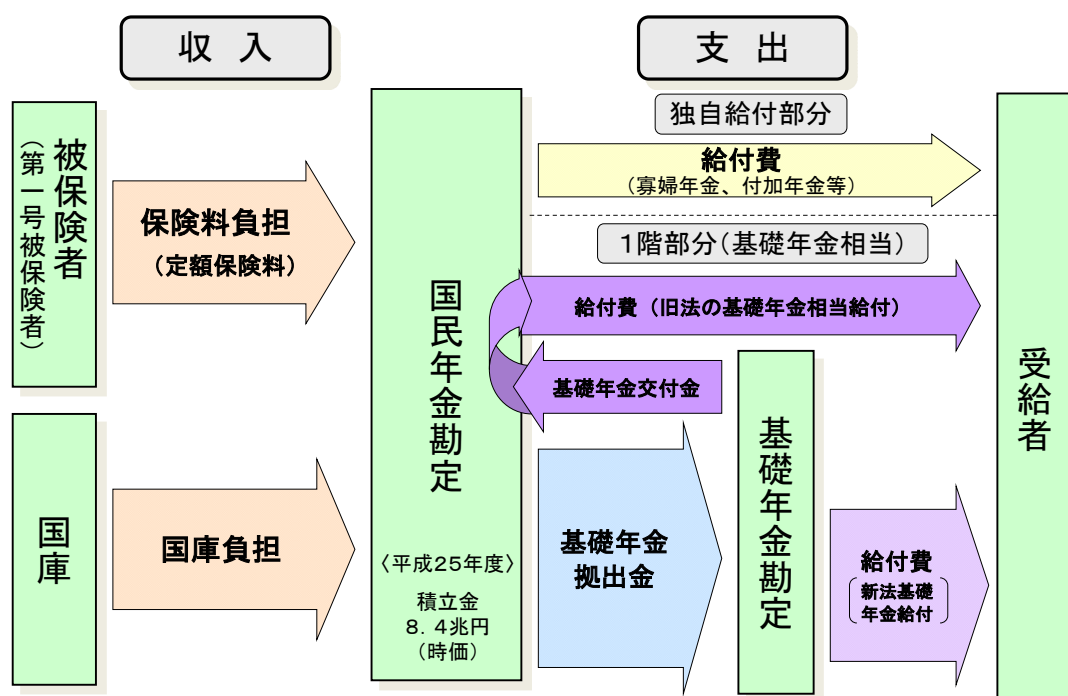 収 入
支 出
被保険者
（第一号被保険者）
国庫
保険料負担
（定額保険料）
国庫負担
国民年金勘定
〈平成２５年度〉
積立金
８．４兆円
（時価）
独自給付部分
給付費
（寡婦年金、付加年金等）
１階部分（基礎年金相当）
給付費（旧法の基礎年金相当給付）
基礎年金交付金
基礎年金
拠出金
基礎年金勘定
給付費
新法基礎
年金給付
受給者